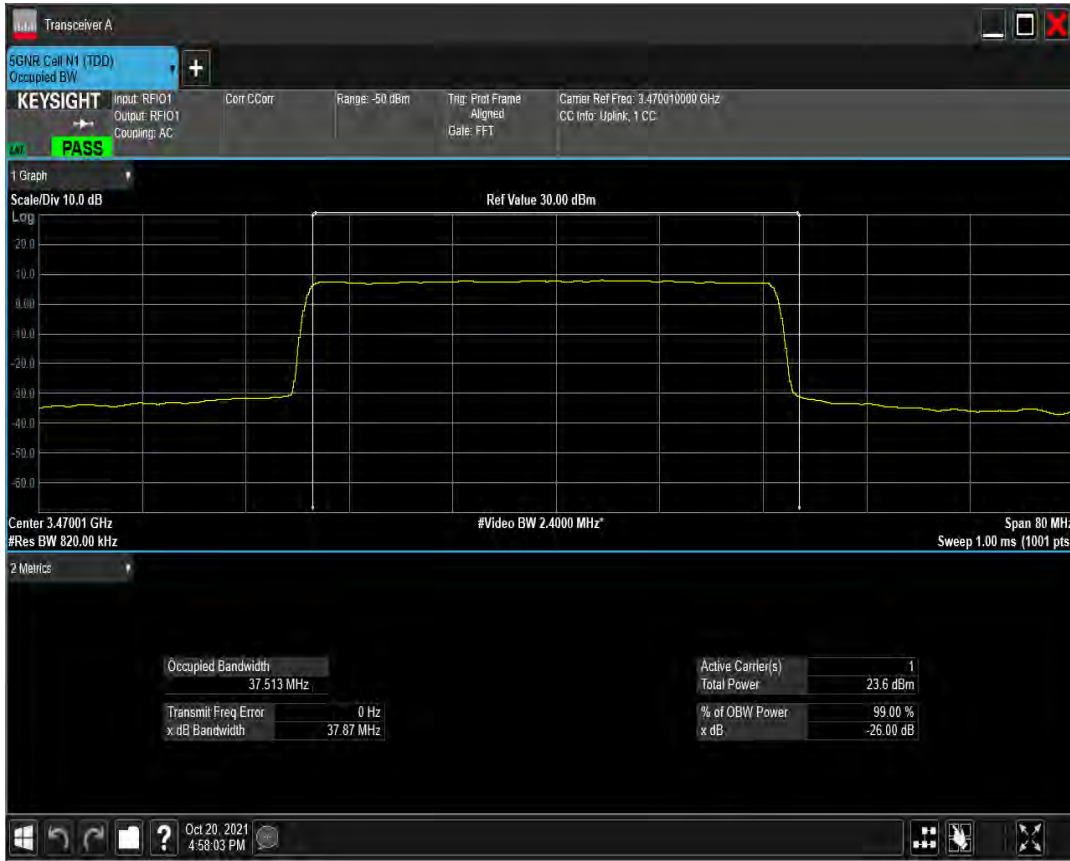 Transceiver A
5GNR Cell N1 (TDD)
Occupied BW
+
KEYSIGHT
Input: RFIO1
Output: RFIO1
Coupling: AC
Corr CCorr
Range: -50 dBm
Trig: Prot Frame
Aligned
Gate: FFT
Carrier Ref Freq: 3.470010000 GHz
CC Info: Uplink, 1 CC
PASS
1 Graph
Scale/Div 10.0 dB
Ref Value 30.00 dBm
Log
20.0
10.0
0.00
-10.0
-20.0
-30.0
-40.0
-50.0
-60.0
Center 3.47001 GHz
#Video BW 2.4000 MHz*
Span 80 MHz
#Res BW 820.00 kHz
Sweep 1.00 ms (1001 pts
2 Metrics
Occupied Bandwidth
37.513 MHz
Transmit Freq Error 0 Hz
x dB Bandwidth 37.87 MHz
Active Carrier(s) 1
Total Power 23.6 dBm
% of OBW Power 99.00 %
x dB -26.00 dB
?
Oct 20, 2021
4:58:03 PM